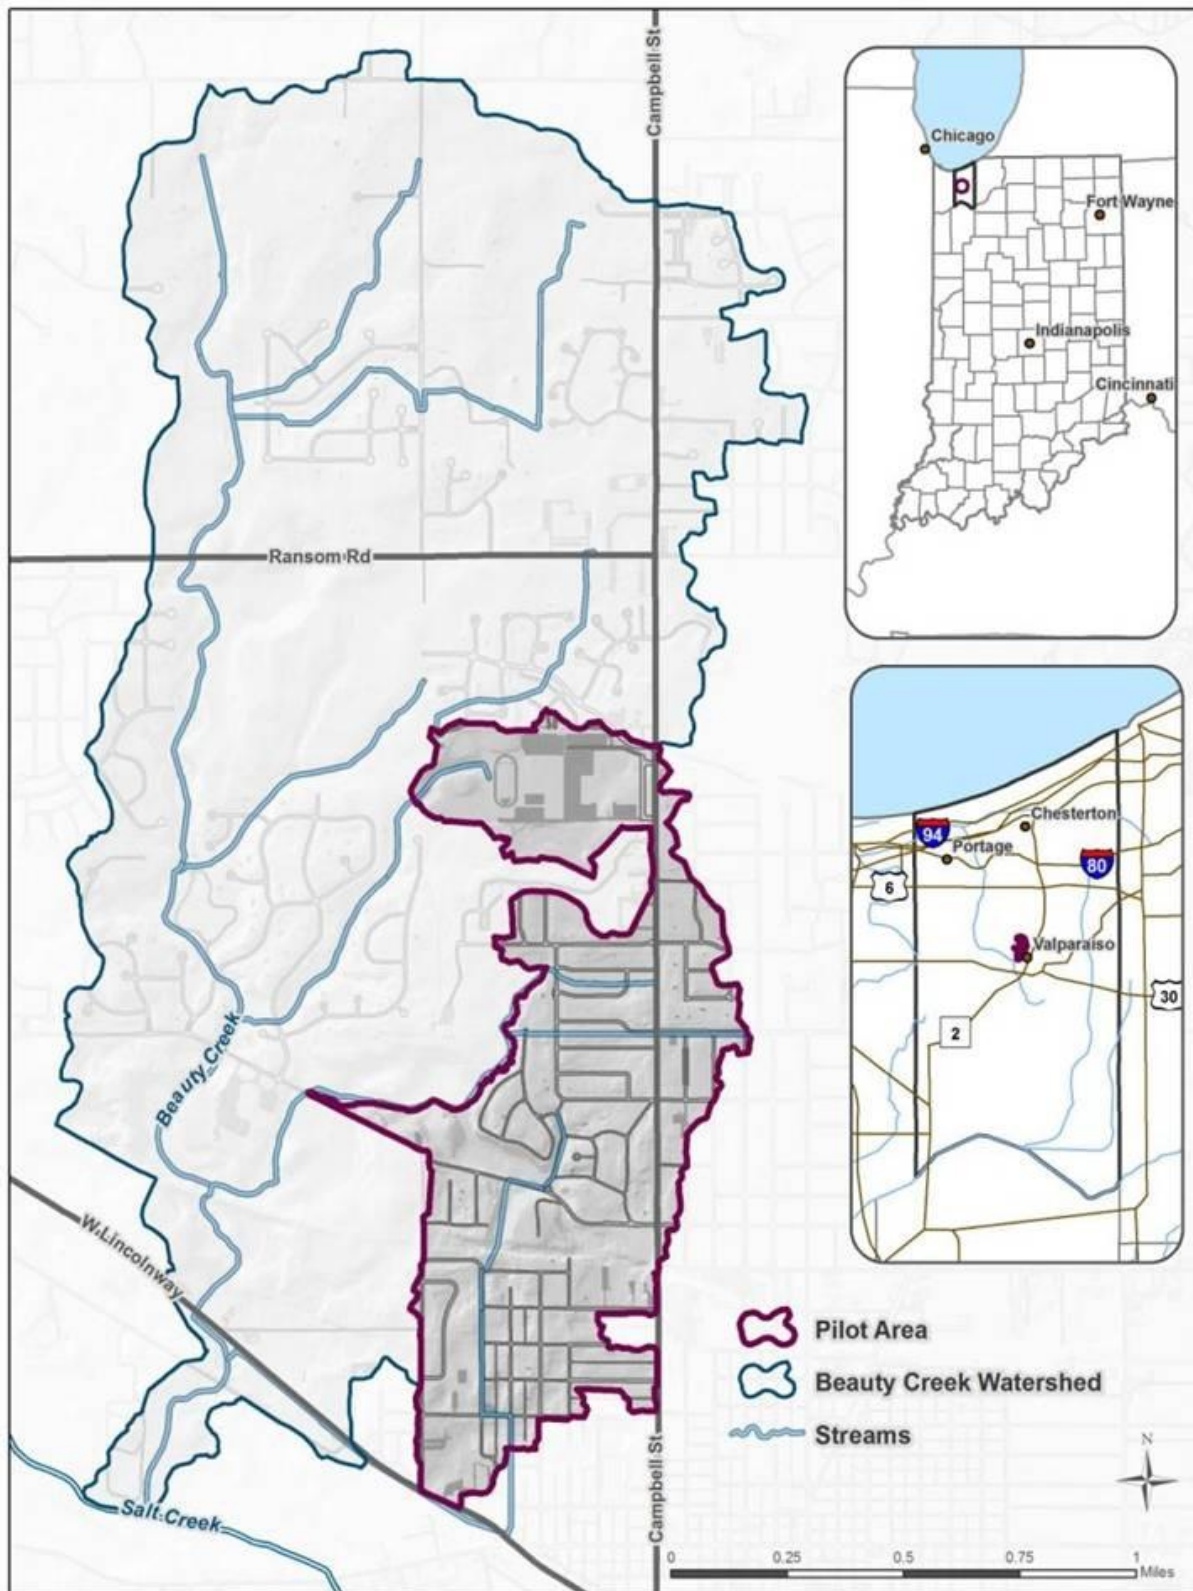 Campbell St
Chicago
Fort Wayne
Indianapolis
Cincinnati
Ransom Rd
Chesterton
94
Portage
80
6
Valparaiso
30
2
Beauty Creek
W Lincolnway
Pilot Area
Beauty Creek Watershed
Streams
N
Campbell St
Salt Creek
0 0.25 0.5 0.75 1
Miles